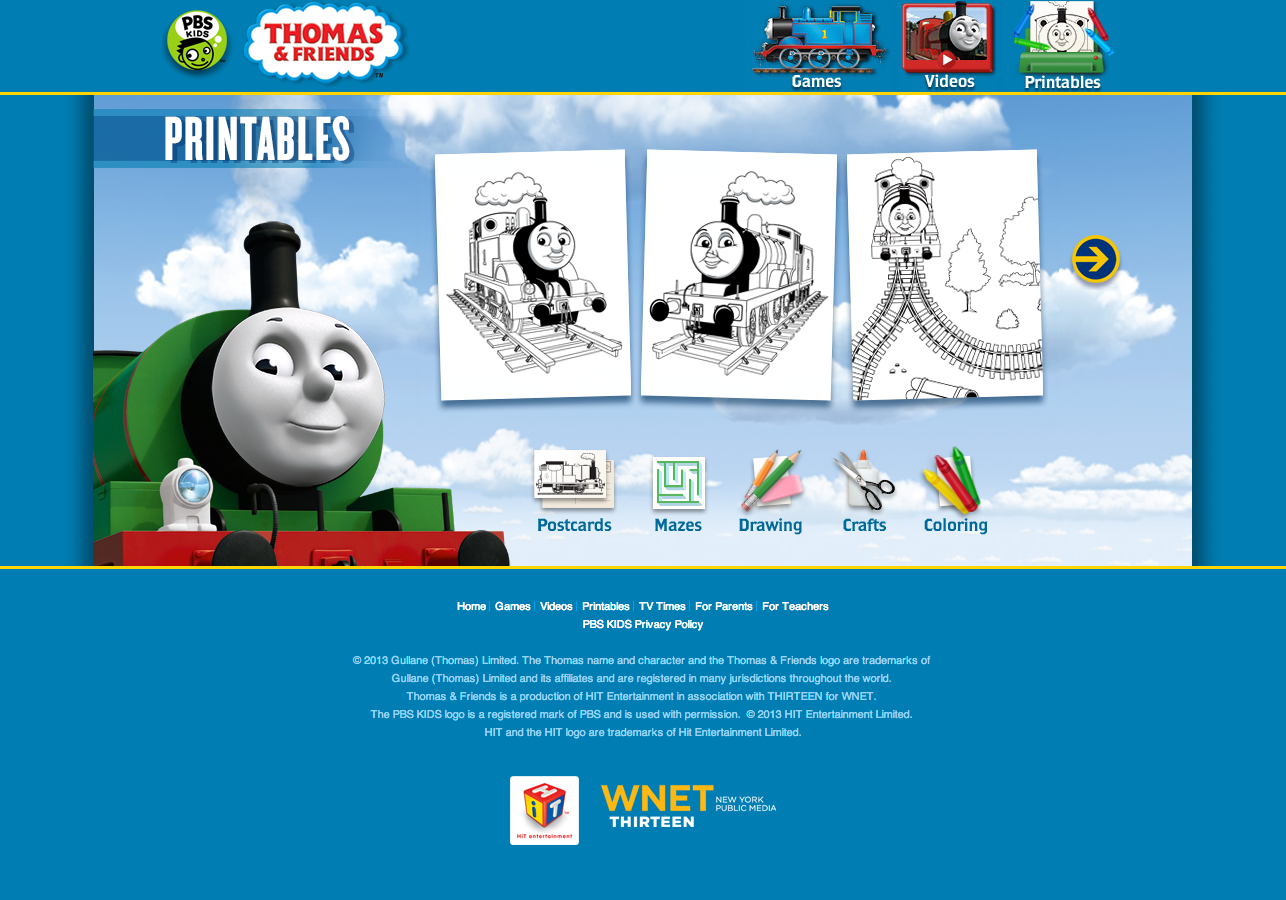 PBS
KIDS
THOMAS
& FRIENDS
TM
1
Games
Videos
Printables
PRINTABLES
Postcards
Mazes
Drawing
Crafts
Coloring
Home Games Videos Printables TV Times For Parents For Teachers
PBS KIDS Privacy Policy
© 2013 Gullane (Thomas) Limited. The Thomas name and character and the Thomas & Friends logo are trademarks of
Gullane (Thomas) Limited and its affiliates and are registered in many jurisdictions throughout the world.
Thomas & Friends is a production of HIT Entertainment in association with THIRTEEN for WNET.
The PBS KIDS logo is a registered mark of PBS and is used with permission. © 2013 HIT Entertainment Limited.
HIT and the HIT logo are trademarks of Hit Entertainment Limited.
HiT
HiT entertainment
WNET NEW YORK
PUBLIC MEDIA
THIRTEEN